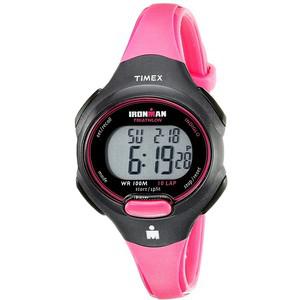 TIMEX
IRONMAN
TRIATHLON
set/recall
INDIGLO
SU 2-18
6:19 25
P
mode
stop/reset
WR 100M 10 LAP
start/split